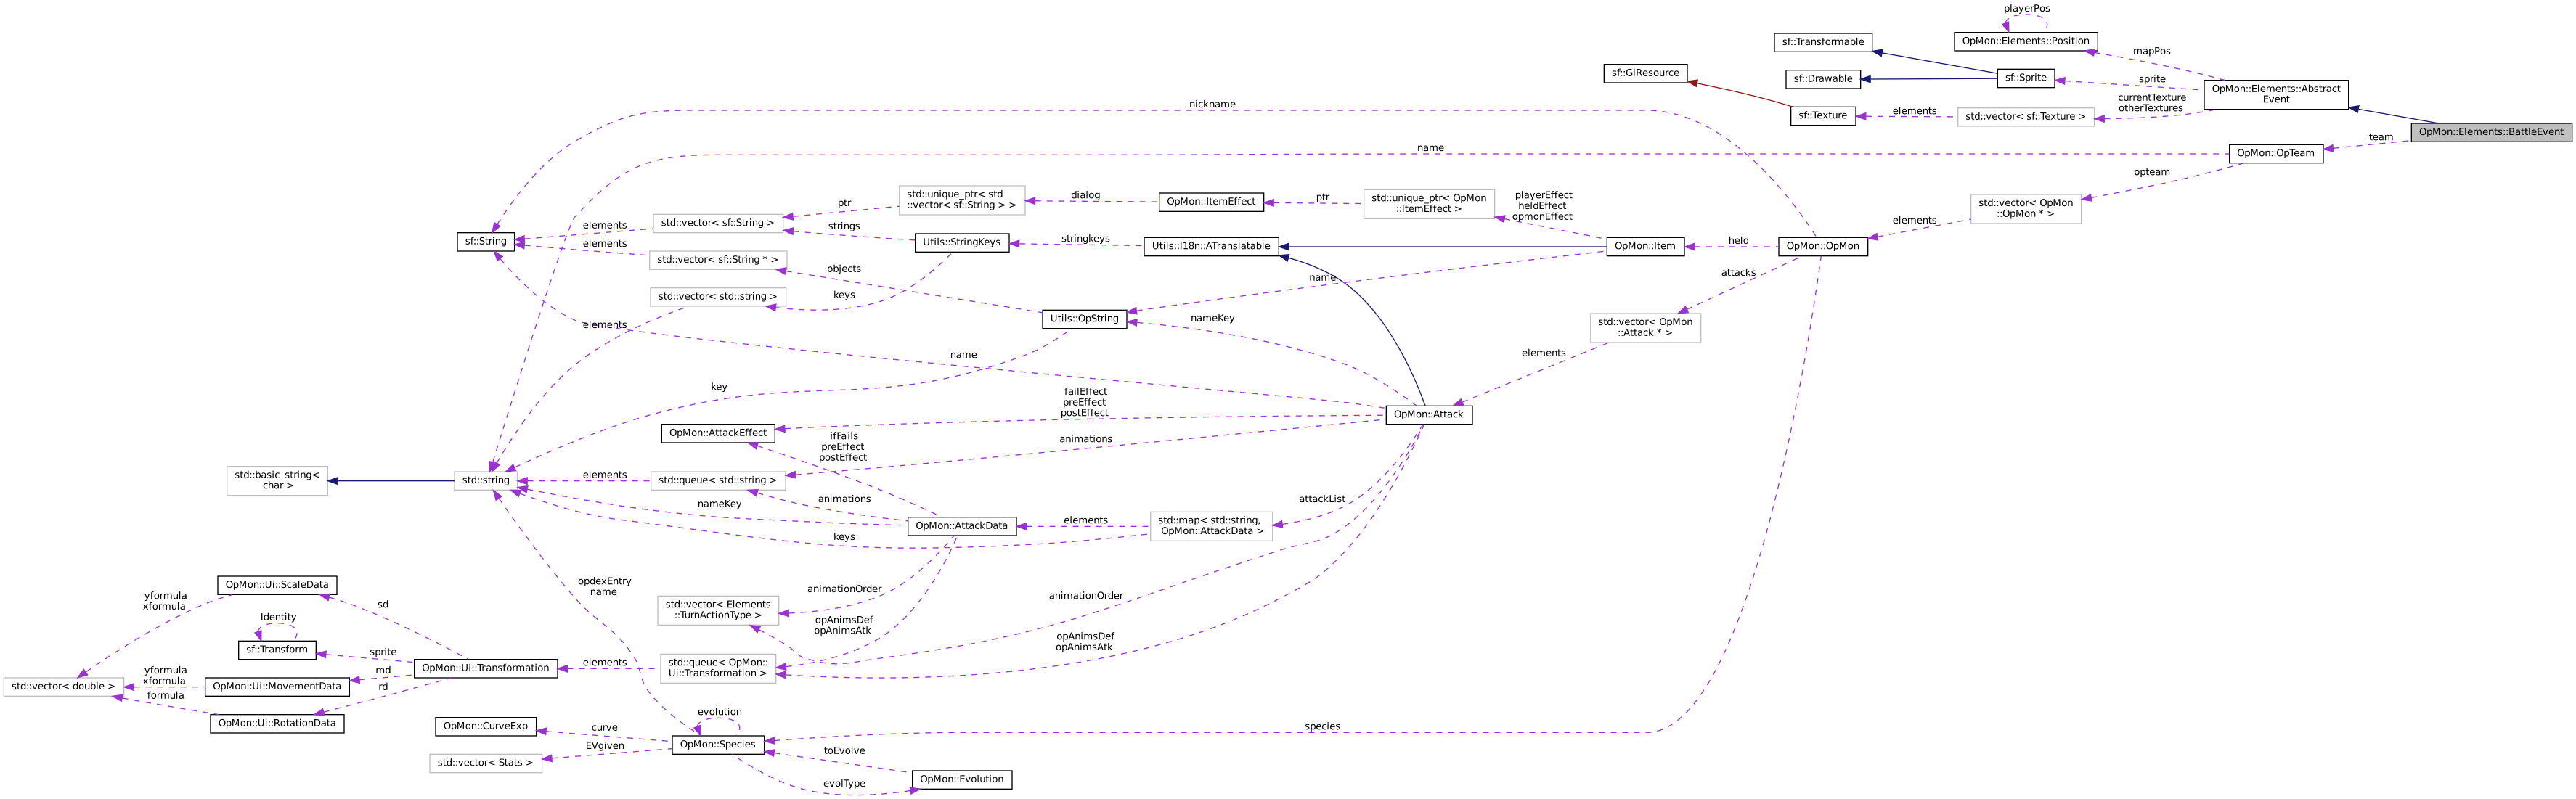 playerPos
sf::Transformable
OpMon::Elements::Position
mapPos
sf::GlResource
sf::Drawable
sf::Sprite
sprite
OpMon::Elements::Abstract
Event
currentTexture
otherTextures
nickname
elements
sf::Texture
std::vector< sf::Texture >
OpMon::Elements::BattleEvent
team
name
OpMon::OpTeam
opteam
std::unique_ptr< std
::vector< sf::String > >
dialog
OpMon::ItemEffect
ptr
std::unique_ptr< OpMon
::ItemEffect >
playerEffect
heldEffect
opmonEffect
std::vector< OpMon
::OpMon * >
ptr
elements
std::vector< sf::String >
strings
elements
sf::String
elements
Utils::StringKeys
stringkeys
Utils::I18n::ATranslatable
OpMon::Item
held
OpMon::OpMon
std::vector< sf::String * >
objects
attacks
name
std::vector< std::string >
keys
Utils::OpString
nameKey
std::vector< OpMon
::Attack * >
elements
name
elements
key
failEffect
preEffect
postEffect
OpMon::Attack
OpMon::AttackEffect
ifFails
preEffect
postEffect
animations
std::basic_string<
char >
std::string
elements
std::queue< std::string >
animations
attackList
nameKey
OpMon::AttackData
elements
std::map< std::string,
OpMon::AttackData >
keys
opdexEntry
name
OpMon::Ui::ScaleData
yformula
xformula
sd
animationOrder
animationOrder
std::vector< Elements
::TurnActionType >
Identity
sf::Transform
sprite
opAnimsDef
opAnimsAtk
opAnimsDef
opAnimsAtk
md
OpMon::Ui::Transformation
elements
std::queue< OpMon::
Ui::Transformation >
yformula
xformula
std::vector< double >
OpMon::Ui::MovementData
rd
formula
OpMon::Ui::RotationData
evolution
OpMon::CurveExp
curve
species
EVgiven
OpMon::Species
std::vector< Stats >
toEvolve
evolType
OpMon::Evolution